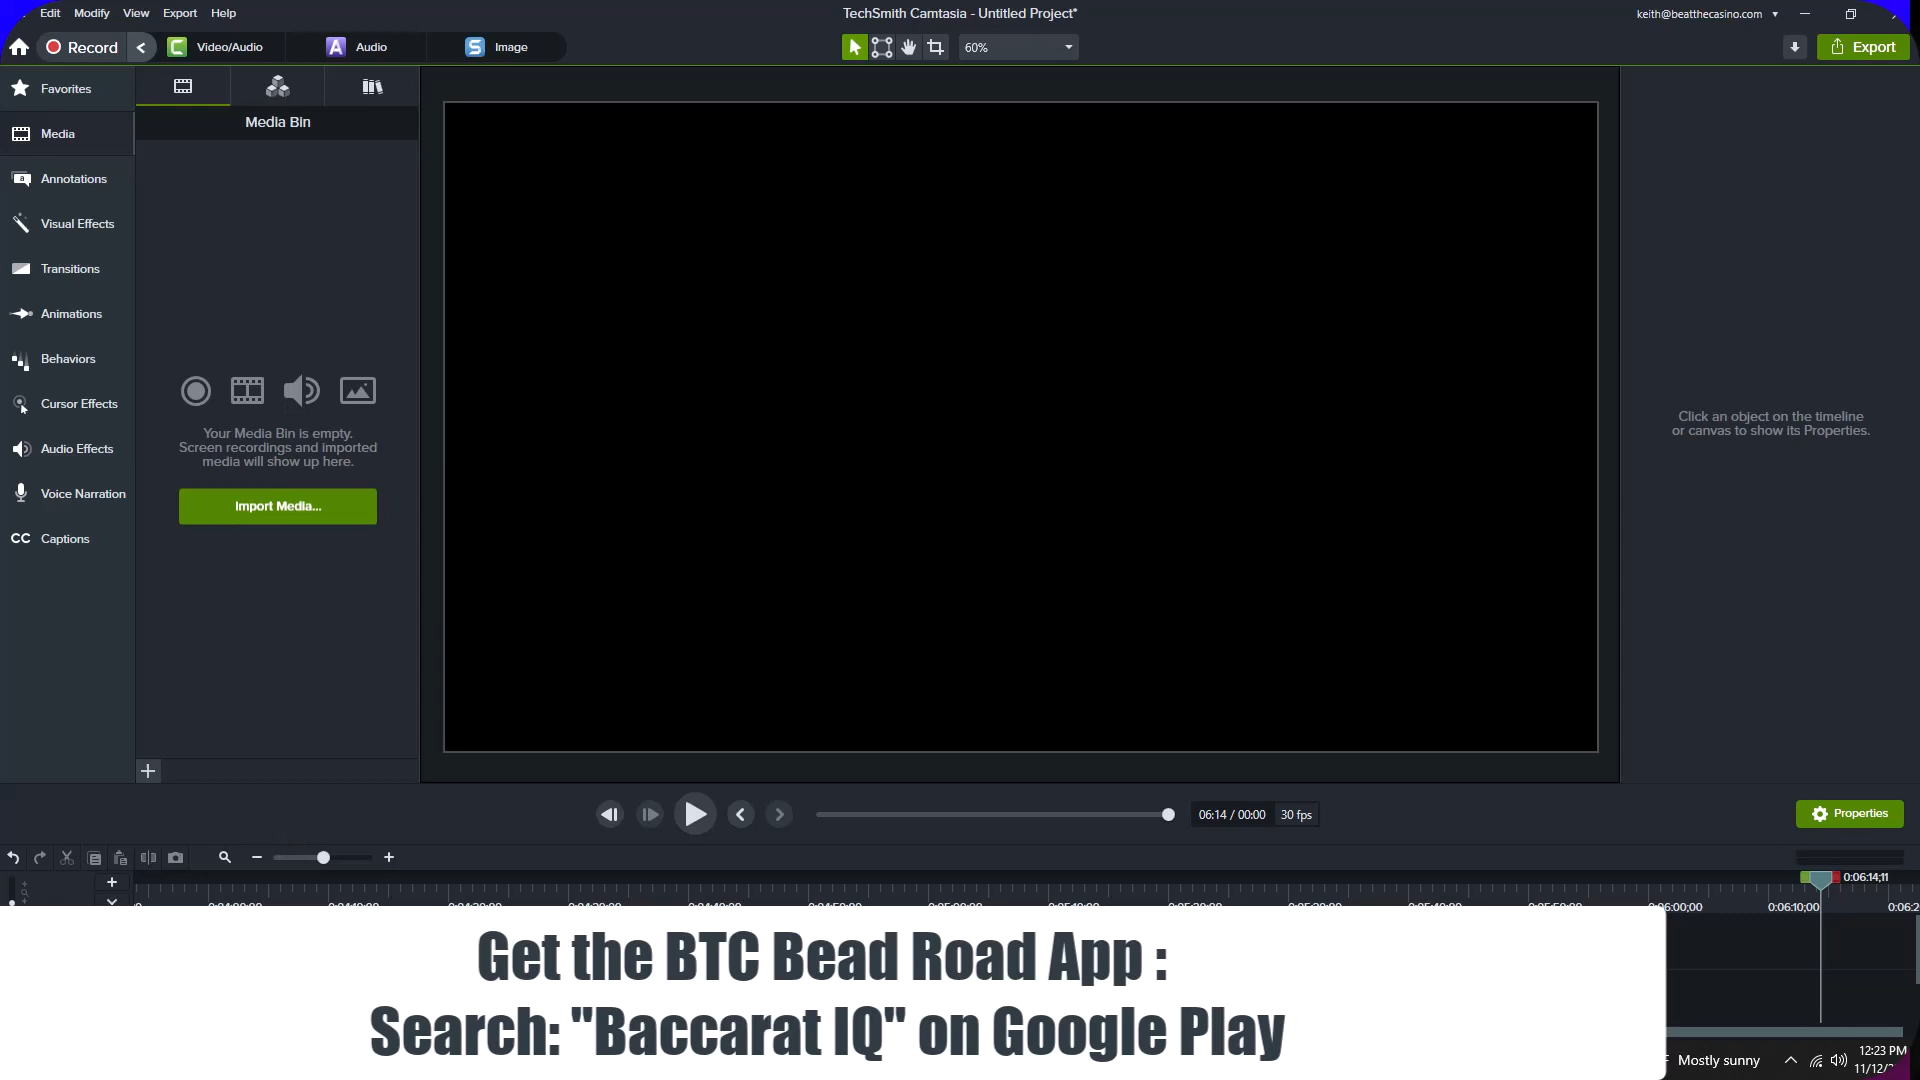 Edit Modify View Export Help
TechSmith Camtasia - Untitled Project*
keith@beatthecasino.com
Record
Video/Audio
Audio
Image
60%
Export
Favorites
Media
Annotations
Visual Effects
Transitions
Animations
Behaviors
Cursor Effects
Audio Effects
Voice Narration
CC Captions
Media Bin
Your Media Bin is empty.
Screen recordings and imported
media will show up here.
Import Media...
Click an object on the timeline
or canvas to show its Properties.
06:14 / 00:00
30 fps
Properties
0:06:14;11
0:06:10;00
Get the BTC Bead Road App :
Search: "Baccarat IQ" on Google Play
Mostly sunny
12:23 PM